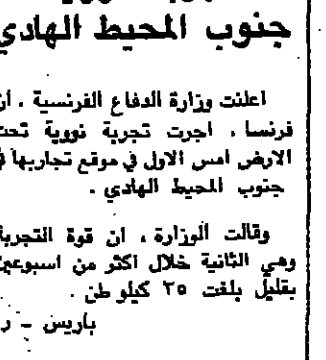 جنوب المحيط الهادي
اعلنت وزارة الدفاع الفرنسية ، ان
فرنسا ، اجرت تجربة نووية تحت
الارض امس الاول في موقع تجاربها في
جنوب المحيط الهادي .
وقالت الوزارة ، ان قوة التجربة
وهي الثانية خلال اكثر من اسبوعين
بقليل بلغت ٢٥ كيلو طن .
باريس - ر